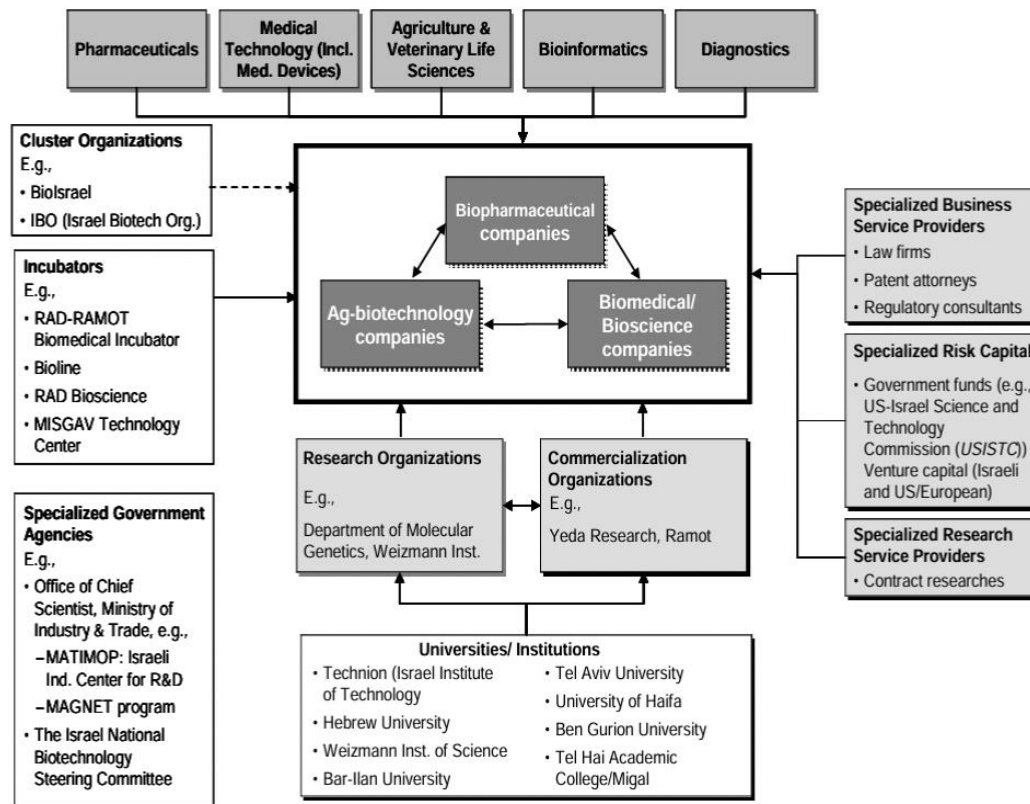 Pharmaceuticals
Medical
Technology (Incl.
Med. Devices)
Agriculture &
Veterinary Life
Sciences
Bioinformatics
Diagnostics
Cluster Organizations
E.g.,
• BioIsrael
• IBO (Israel Biotech Org.)
Incubators
E.g.,
• RAD-RAMOT
Biomedical Incubator
• Bioline
• RAD Bioscience
• MISGAV Technology
Center
Specialized Government
Agencies
E.g.,
• Office of Chief
Scientist, Ministry of
Industry & Trade, e.g.,
–MATIMOP: Israeli
Ind. Center for R&D
–MAGNET program
• The Israel National
Biotechnology
Steering Committee
Biopharmaceutical
companies
Ag-biotechnology
companies
Biomedical/
Bioscience
companies
Research Organizations
E.g.,
Department of Molecular
Genetics, Weizmann Inst.
Commercialization
Organizations
E.g.,
Yeda Research, Ramot
Universities/ Institutions
• Technion (Israel Institute
of Technology
• Hebrew University
• Weizmann Inst. of Science
• Bar-Ilan University
• Tel Aviv University
• University of Haifa
• Ben Gurion University
• Tel Hai Academic
College/Migal
Specialized Business
Service Providers
• Law firms
• Patent attorneys
• Regulatory consultants
Specialized Risk Capital
• Government funds (e.g.,
US-Israel Science and
Technology
Commission (USISTC))
Venture capital (Israeli
and US/European)
Specialized Research
Service Providers
• Contract researches